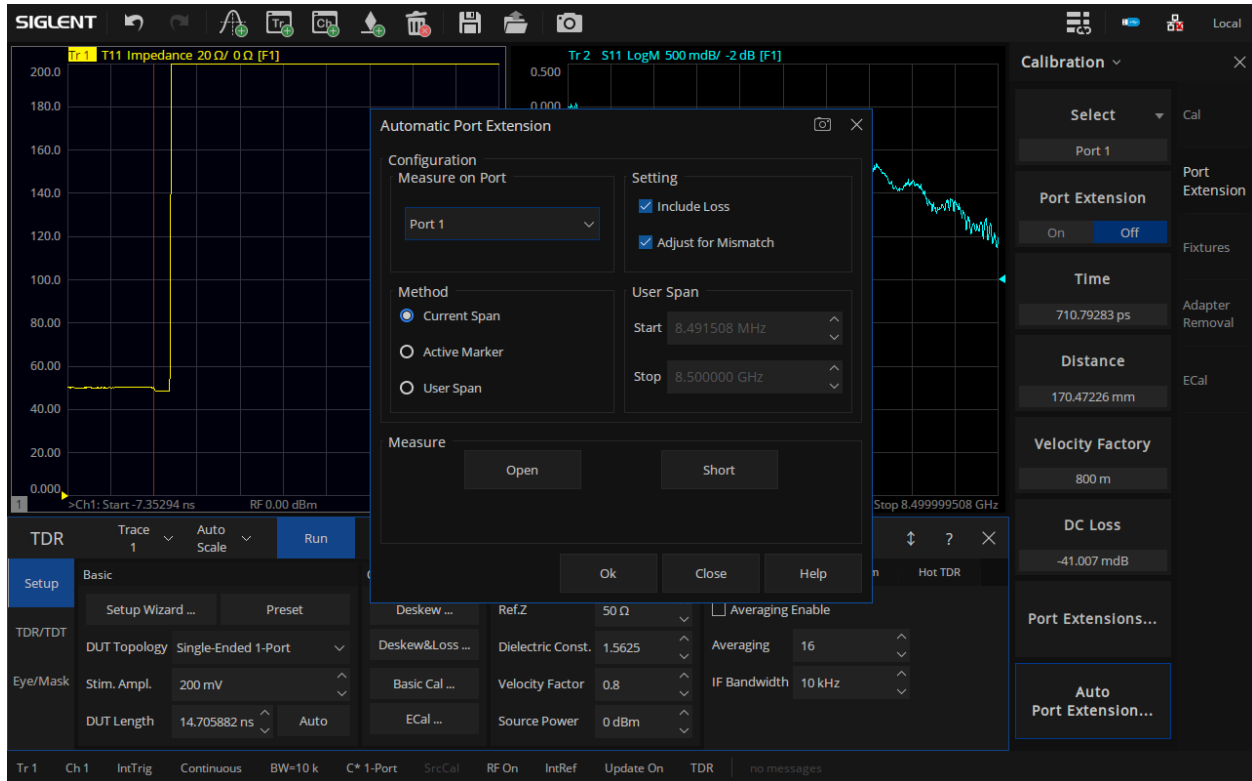 SIGLENT Tr Ch Local
Tr 1 T11 Impedance 20 Ω/ 0 Ω [F1]
200.0
180.0
160.0
140.0
120.0
100.0
80.00
60.00
40.00
20.00
0.000
1 >Ch1: Start -7.35294 ns RF 0.00 dBm
Tr 2 S11 LogM 500 mdB/ -2 dB [F1]
0.500
0.000
Stop 8.499999508 GHz
Automatic Port Extension
Configuration
Measure on Port
Port 1
Setting
Include Loss
Adjust for Mismatch
Method
Current Span
Active Marker
User Span
User Span
Start 8.491508 MHz
Stop 8.500000 GHz
Measure
Open Short
Ok Close Help
Calibration
Select
Port 1
Port Extension
On Off
Time
710.79283 ps
Distance
170.47226 mm
Velocity Factory
800 m
DC Loss
-41.007 mdB
Port Extensions...
Auto
Port Extension...
Cal
Port
Extension
Fixtures
Adapter
Removal
ECal
TDR Trace
1 Auto
Scale Run ?
Setup
TDR/TDT
Eye/Mask
Basic
Setup Wizard ... Preset
DUT Topology Single-Ended 1-Port
Stim. Ampl. 200 mV
DUT Length 14.705882 ns Auto
Deskew ...
Deskew&Loss ...
Basic Cal ...
ECal ...
Ref.Z 50 Ω
Dielectric Const. 1.5625
Velocity Factor 0.8
Source Power 0 dBm
Hot TDR
Averaging Enable
Averaging 16
IF Bandwidth 10 kHz
Tr 1 Ch 1 IntTrig Continuous BW=10 k C* 1-Port SrcCal RF On IntRef Update On TDR no messages